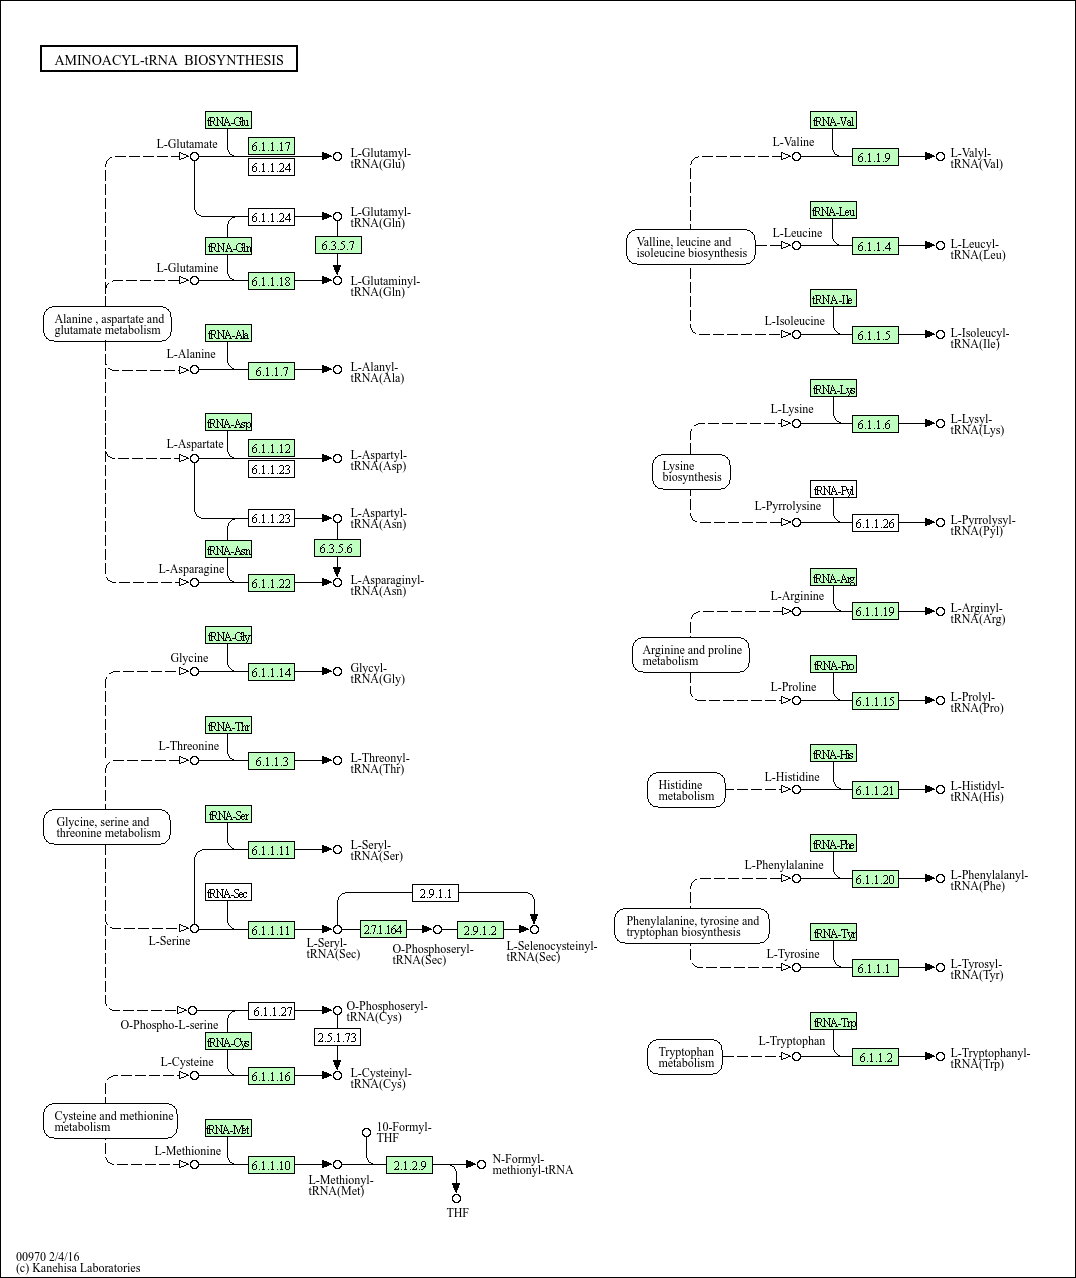 AMINOACYL-tRNA BIOSYNTHESIS
tRNA-Glu
L-Glutamate
6.1.1.17
6.1.1.24
L-Glutamyl-
tRNA(Glu)
6.1.1.24
L-Glutamyl-
tRNA(Gln)
tRNA-Gln
6.3.5.7
L-Glutamine
6.1.1.18
L-Glutaminyl-
tRNA(Gln)
Alanine , aspartate and
glutamate metabolism
tRNA-Ala
L-Alanine
6.1.1.7
L-Alanyl-
tRNA(Ala)
tRNA-Asp
L-Aspartate
6.1.1.12
6.1.1.23
L-Aspartyl-
tRNA(Asp)
6.1.1.23
L-Aspartyl-
tRNA(Asn)
tRNA-Asn
6.3.5.6
L-Asparagine
6.1.1.22
L-Asparaginyl-
tRNA(Asn)
tRNA-Gly
Glycine
6.1.1.14
Glycyl-
tRNA(Gly)
tRNA-Thr
L-Threonine
6.1.1.3
L-Threonyl-
tRNA(Thr)
Glycine, serine and
threonine metabolism
tRNA-Ser
6.1.1.11
L-Seryl-
tRNA(Ser)
tRNA-Sec
2.9.1.1
L-Serine
6.1.1.11
L-Seryl-
tRNA(Sec)
2.7.1.164
O-Phosphoseryl-
tRNA(Sec)
2.9.1.2
L-Selenocysteinyl-
tRNA(Sec)
O-Phospho-L-serine
6.1.1.27
O-Phosphoseryl-
tRNA(Cys)
tRNA-Cys
2.5.1.73
L-Cysteine
6.1.1.16
L-Cysteinyl-
tRNA(Cys)
Cysteine and methionine
metabolism
tRNA-Met
L-Methionine
6.1.1.10
L-Methionyl-
tRNA(Met)
10-Formyl-
THF
2.1.2.9
N-Formyl-
methionyl-tRNA
THF
tRNA-Val
L-Valine
6.1.1.9
L-Valyl-
tRNA(Val)
tRNA-Leu
Valline, leucine and
isoleucine biosynthesis
L-Leucine
6.1.1.4
L-Leucyl-
tRNA(Leu)
tRNA-Ile
L-Isoleucine
6.1.1.5
L-Isoleucyl-
tRNA(Ile)
tRNA-Lys
L-Lysine
6.1.1.6
L-Lysyl-
tRNA(Lys)
Lysine
biosynthesis
tRNA-Pyl
L-Pyrrolysine
6.1.1.26
L-Pyrrolysyl-
tRNA(Pyl)
tRNA-Arg
L-Arginine
6.1.1.19
L-Arginyl-
tRNA(Arg)
Arginine and proline
metabolism
tRNA-Pro
L-Proline
6.1.1.15
L-Prolyl-
tRNA(Pro)
tRNA-His
Histidine
metabolism
L-Histidine
6.1.1.21
L-Histidyl-
tRNA(His)
tRNA-Phe
L-Phenylalanine
6.1.1.20
L-Phenylalanyl-
tRNA(Phe)
Phenylalanine, tyrosine and
tryptophan biosynthesis
tRNA-Tyr
L-Tyrosine
6.1.1.1
L-Tyrosyl-
tRNA(Tyr)
tRNA-Trp
Tryptophan
metabolism
L-Tryptophan
6.1.1.2
L-Tryptophanyl-
tRNA(Trp)
00970 2/4/16
(c) Kanehisa Laboratories